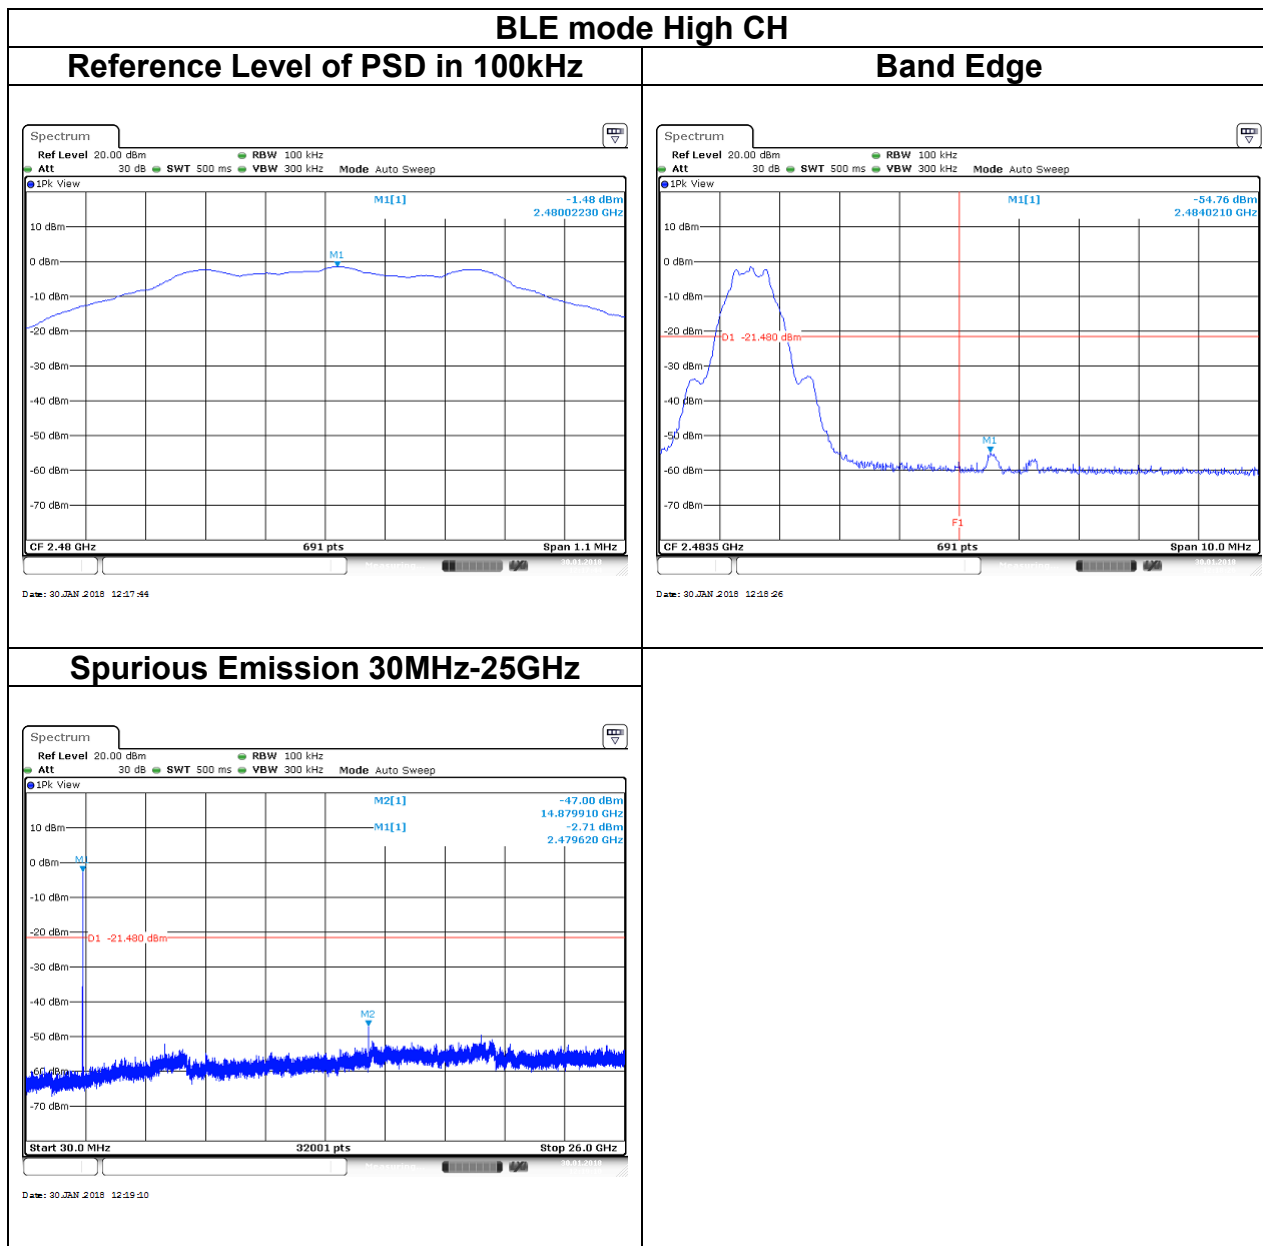 BLE mode High CH
Reference Level of PSD in 100kHz
Band Edge
Spectrum
Ref Level 20.00 dBm RBW 100 kHz
Att 30 dB SWT 500 ms VBW 300 kHz Mode Auto Sweep
1Pk View
M1[1] -1.48 dBm
2.48002230 GHz
10 dBm
0 dBm
M1
-10 dBm
-20 dBm
-30 dBm
-40 dBm
-50 dBm
-60 dBm
-70 dBm
CF 2.48 GHz 691 pts Span 1.1 MHz
Measuring... 30.01.2018
Date: 30.JAN.2018 12:17:44
Spectrum
Ref Level 20.00 dBm RBW 100 kHz
Att 30 dB SWT 500 ms VBW 300 kHz Mode Auto Sweep
1Pk View
M1[1] -54.76 dBm
2.4840210 GHz
10 dBm
0 dBm
-10 dBm
-20 dBm
D1 -21.480 dBm
-30 dBm
-40 dBm
-50 dBm
M1
-60 dBm
-70 dBm
F1
CF 2.4835 GHz 691 pts Span 10.0 MHz
Measuring... 30.01.2018
Date: 30.JAN.2018 12:18:26
Spurious Emission 30MHz-25GHz
Spectrum
Ref Level 20.00 dBm RBW 100 kHz
Att 30 dB SWT 500 ms VBW 300 kHz Mode Auto Sweep
1Pk View
M2[1] -47.00 dBm
14.879910 GHz
10 dBm M1[1] -2.71 dBm
2.479620 GHz
0 dBm M1
-10 dBm
-20 dBm
D1 -21.480 dBm
-30 dBm
-40 dBm
M2
-50 dBm
-60 dBm
-70 dBm
Start 30.0 MHz 32001 pts Stop 26.0 GHz
Measuring... 30.01.2018
Date: 30.JAN.2018 12:19:10